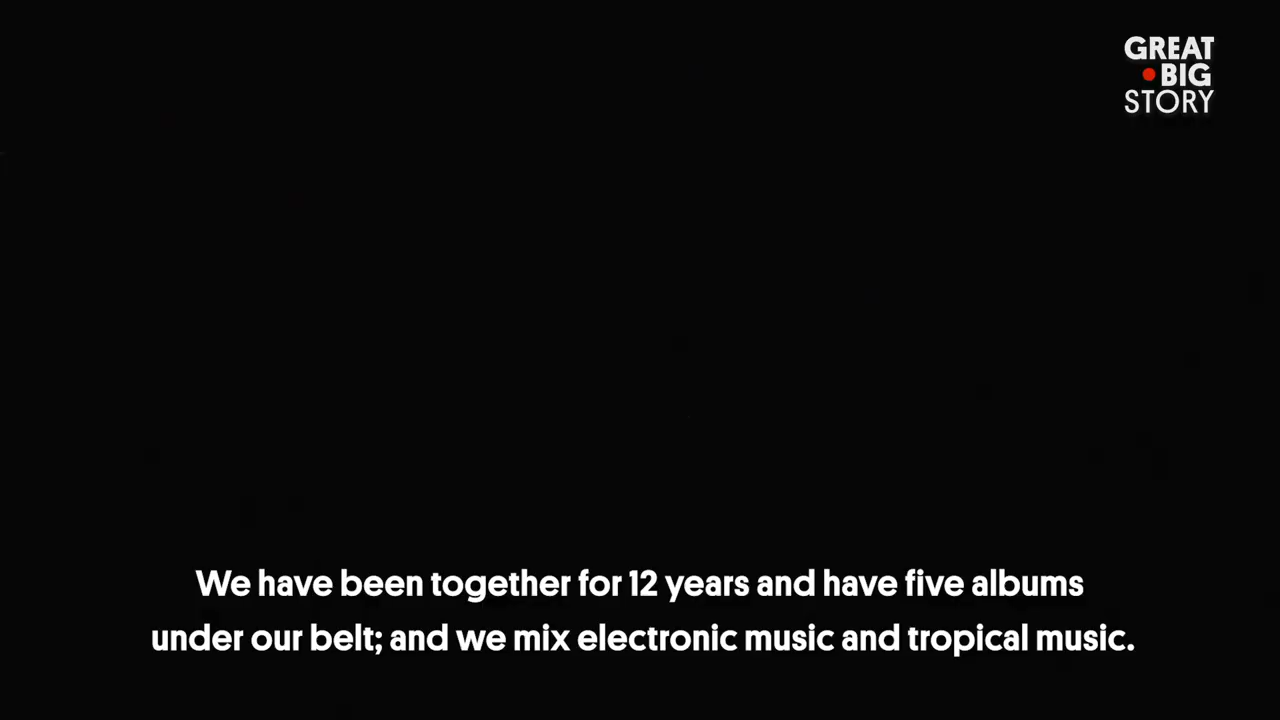 GREAT
BIG
STORY
We have been together for 12 years and have five albums
under our belt; and we mix electronic music and tropical music.